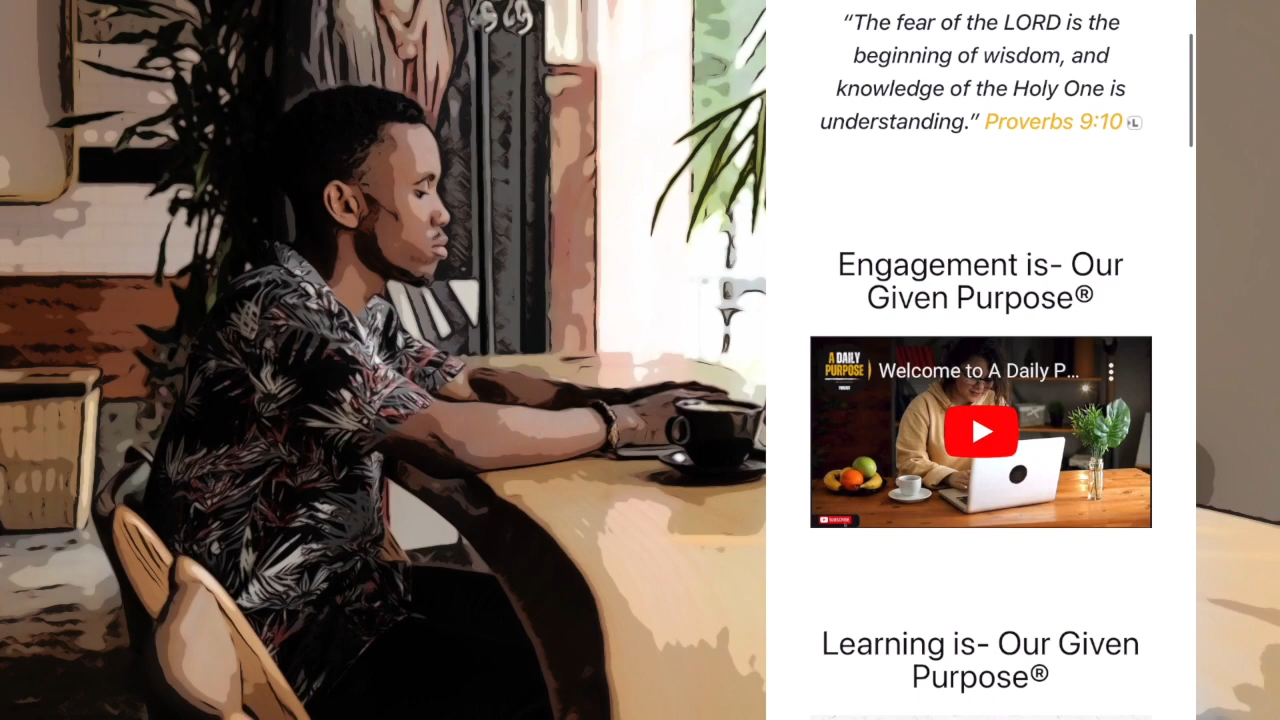 “The fear of the LORD is the
beginning of wisdom, and
knowledge of the Holy One is
understanding.” Proverbs 9:10 L
Engagement is- Our
Given Purpose®
A DAILY
PURPOSE
Welcome to A Daily P...
SUBSCRIBE
Learning is- Our Given
Purpose®